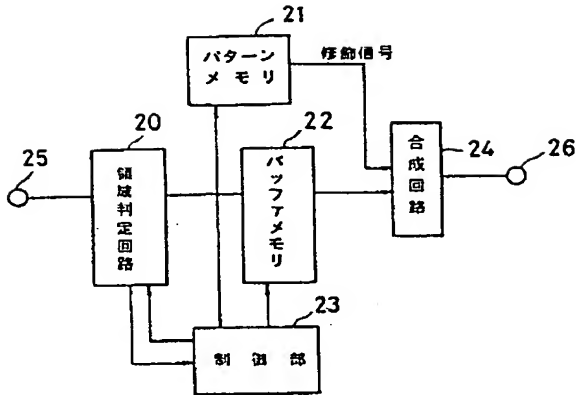 21
パターン
メモリ
修飾信号
20
22
24
26
25
領域判定回路
バッファメモリ
合成回路
23
制御部